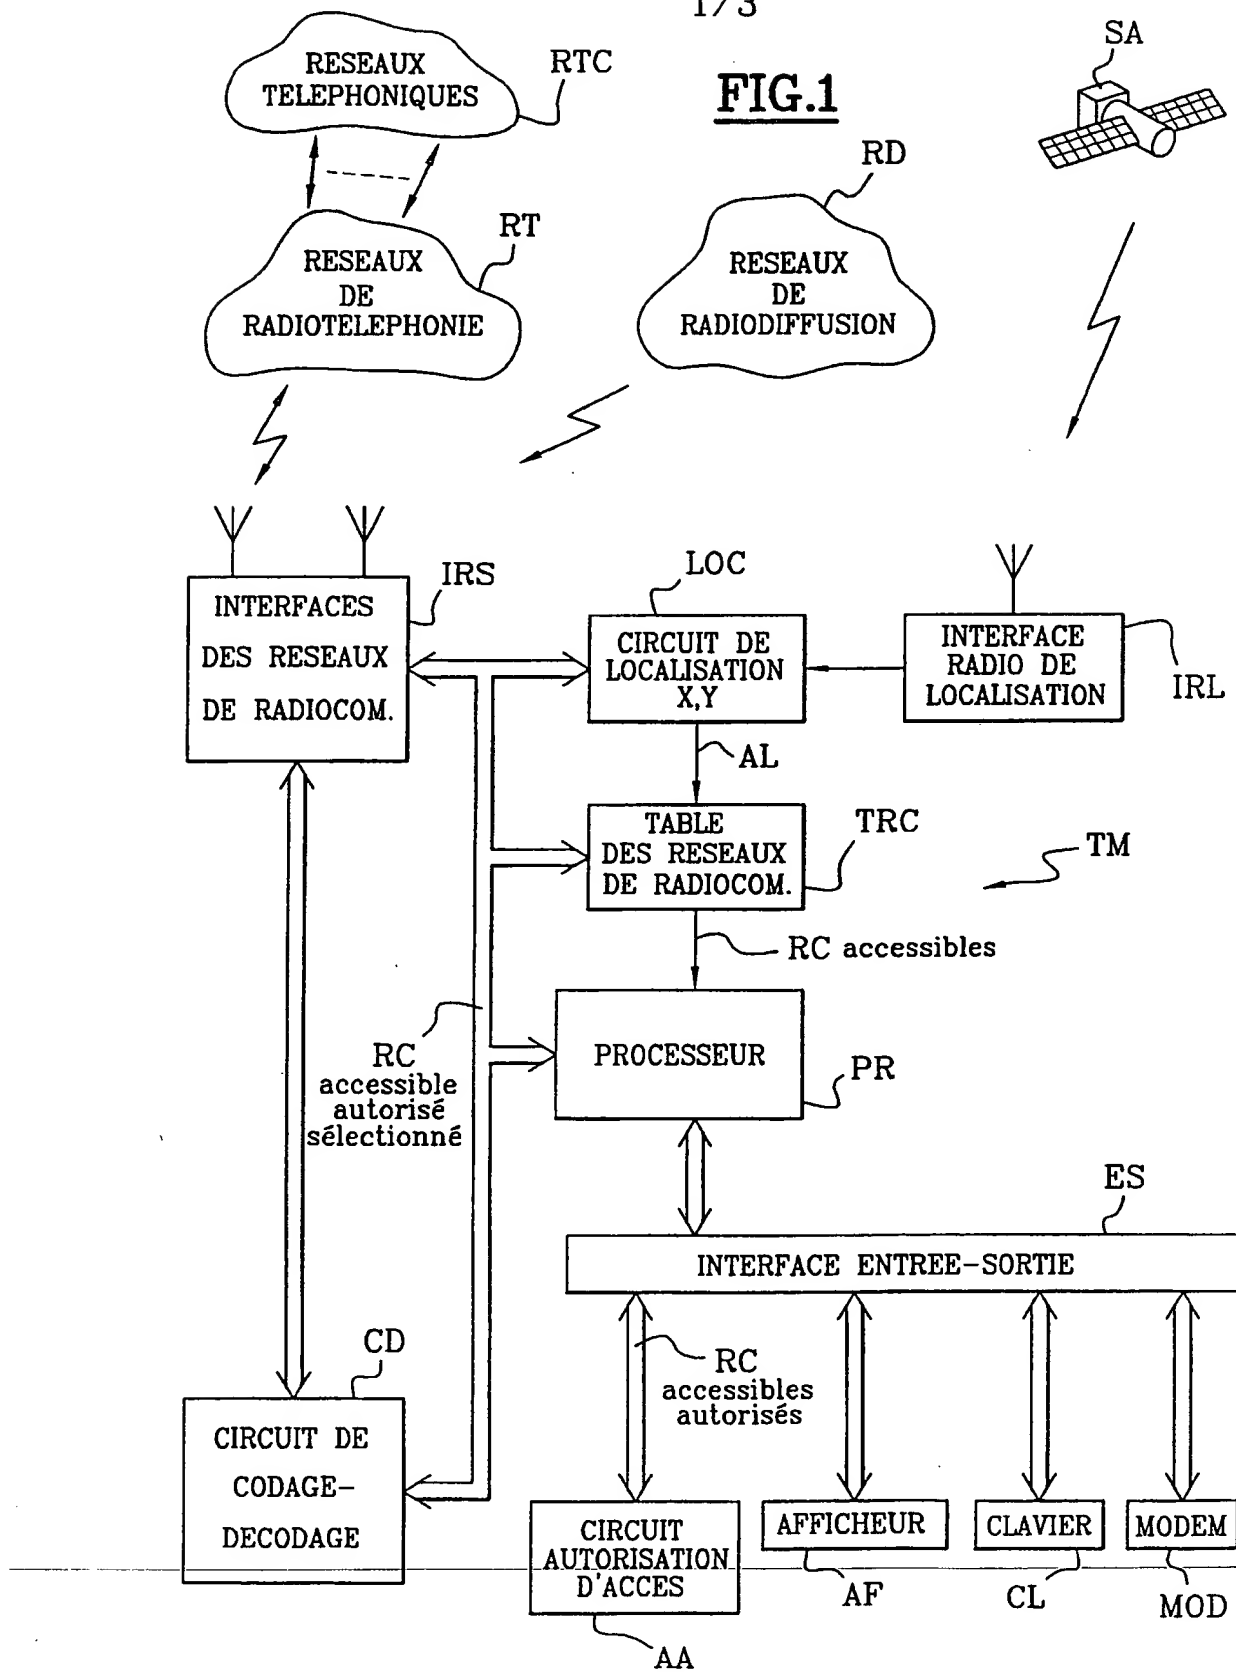 1/3
FIG.1
SA
RESEAUX
TELEPHONIQUES
RTC
RD
RT
RESEAUX
DE
RADIOTELEPHONIE
RESEAUX
DE
RADIODIFFUSION
IRS
LOC
INTERFACES
DES RESEAUX
DE RADIOCOM.
CIRCUIT DE
LOCALISATION
X,Y
INTERFACE
RADIO DE
LOCALISATION
IRL
AL
TABLE
DES RESEAUX
DE RADIOCOM.
TRC
TM
RC accessibles
PROCESSEUR
PR
RC
accessible
autorisé
sélectionné
ES
INTERFACE ENTREE-SORTIE
CD
RC
accessibles
autorisés
CIRCUIT DE
CODAGE-
DECODAGE
CIRCUIT
AUTORISATION
D'ACCES
AFFICHEUR
CLAVIER
MODEM
AF
CL
MOD
AA